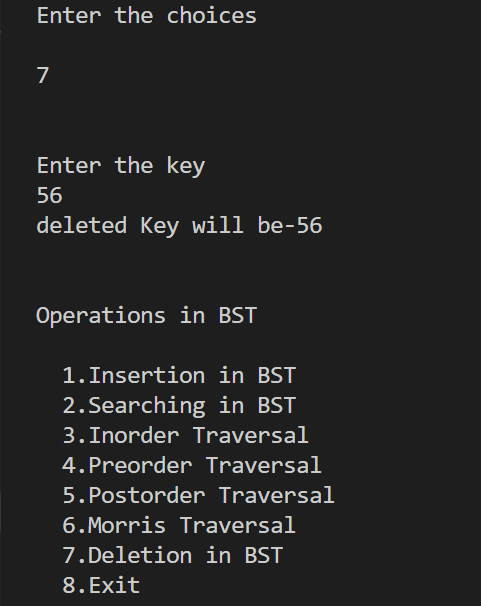 Enter the choices
7
Enter the key
56
deleted Key will be-56
Operations in BST
1.Insertion in BST
2.Searching in BST
3.Inorder Traversal
4.Preorder Traversal
5.Postorder Traversal
6.Morris Traversal
7.Deletion in BST
8.Exit